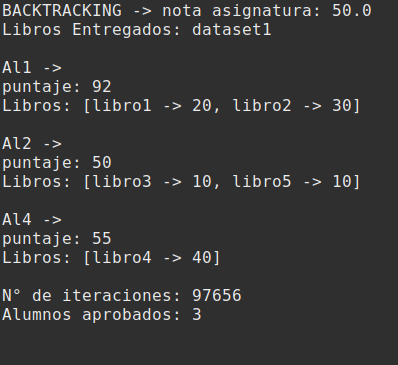 BACKTRACKING -> nota asignatura: 50.0
Libros Entregados: dataset1
Al1 ->
puntaje: 92
Libros: [libro1 -> 20, libro2 -> 30]
Al2 ->
puntaje: 50
Libros: [libro3 -> 10, libro5 -> 10]
Al4 ->
puntaje: 55
Libros: [libro4 -> 40]
N° de iteraciones: 97656
Alumnos aprobados: 3